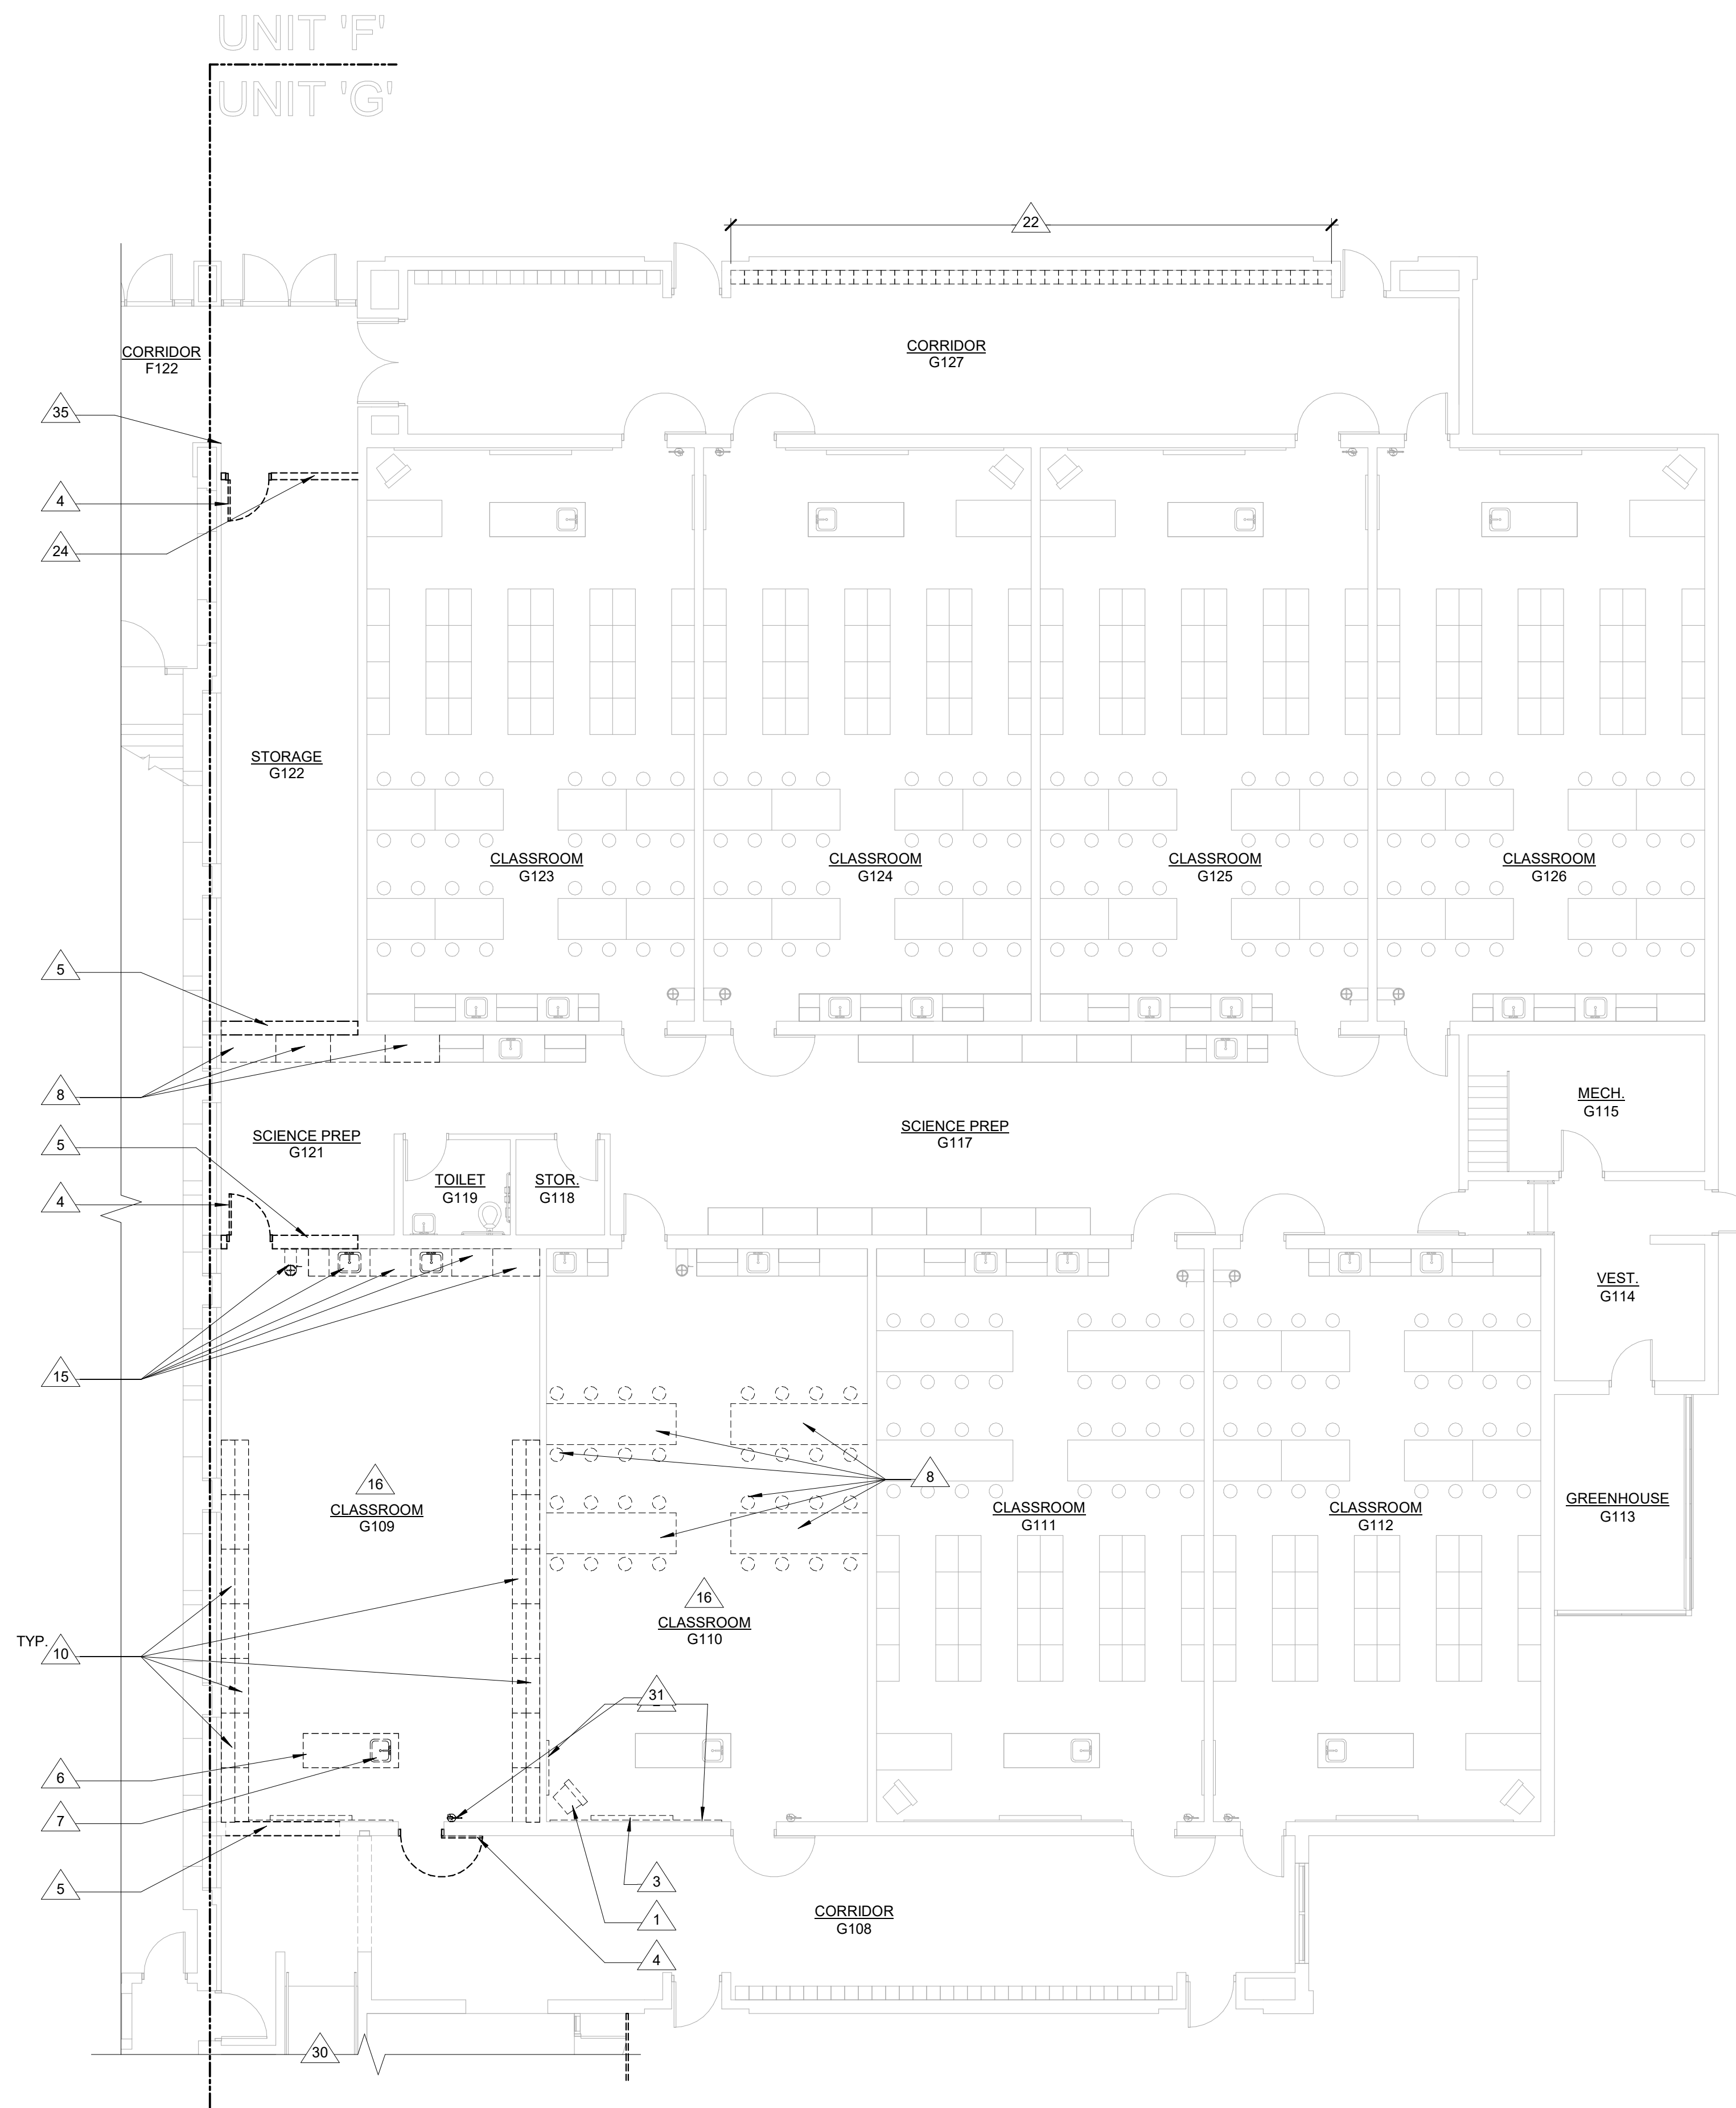 UNIT 'F'
UNIT 'G'
22
CORRIDOR
F122
CORRIDOR
G127
35
4
24
STORAGE
G122
CLASSROOM
G123
CLASSROOM
G124
CLASSROOM
G125
CLASSROOM
G126
5
8
MECH.
G115
SCIENCE PREP
G121
SCIENCE PREP
G117
5
TOILET
G119
STOR.
G118
4
VEST.
G114
15
16
CLASSROOM
G109
8
CLASSROOM
G111
CLASSROOM
G112
GREENHOUSE
G113
16
CLASSROOM
G110
TYP.
10
31
6
7
5
3
1
4
CORRIDOR
G108
30